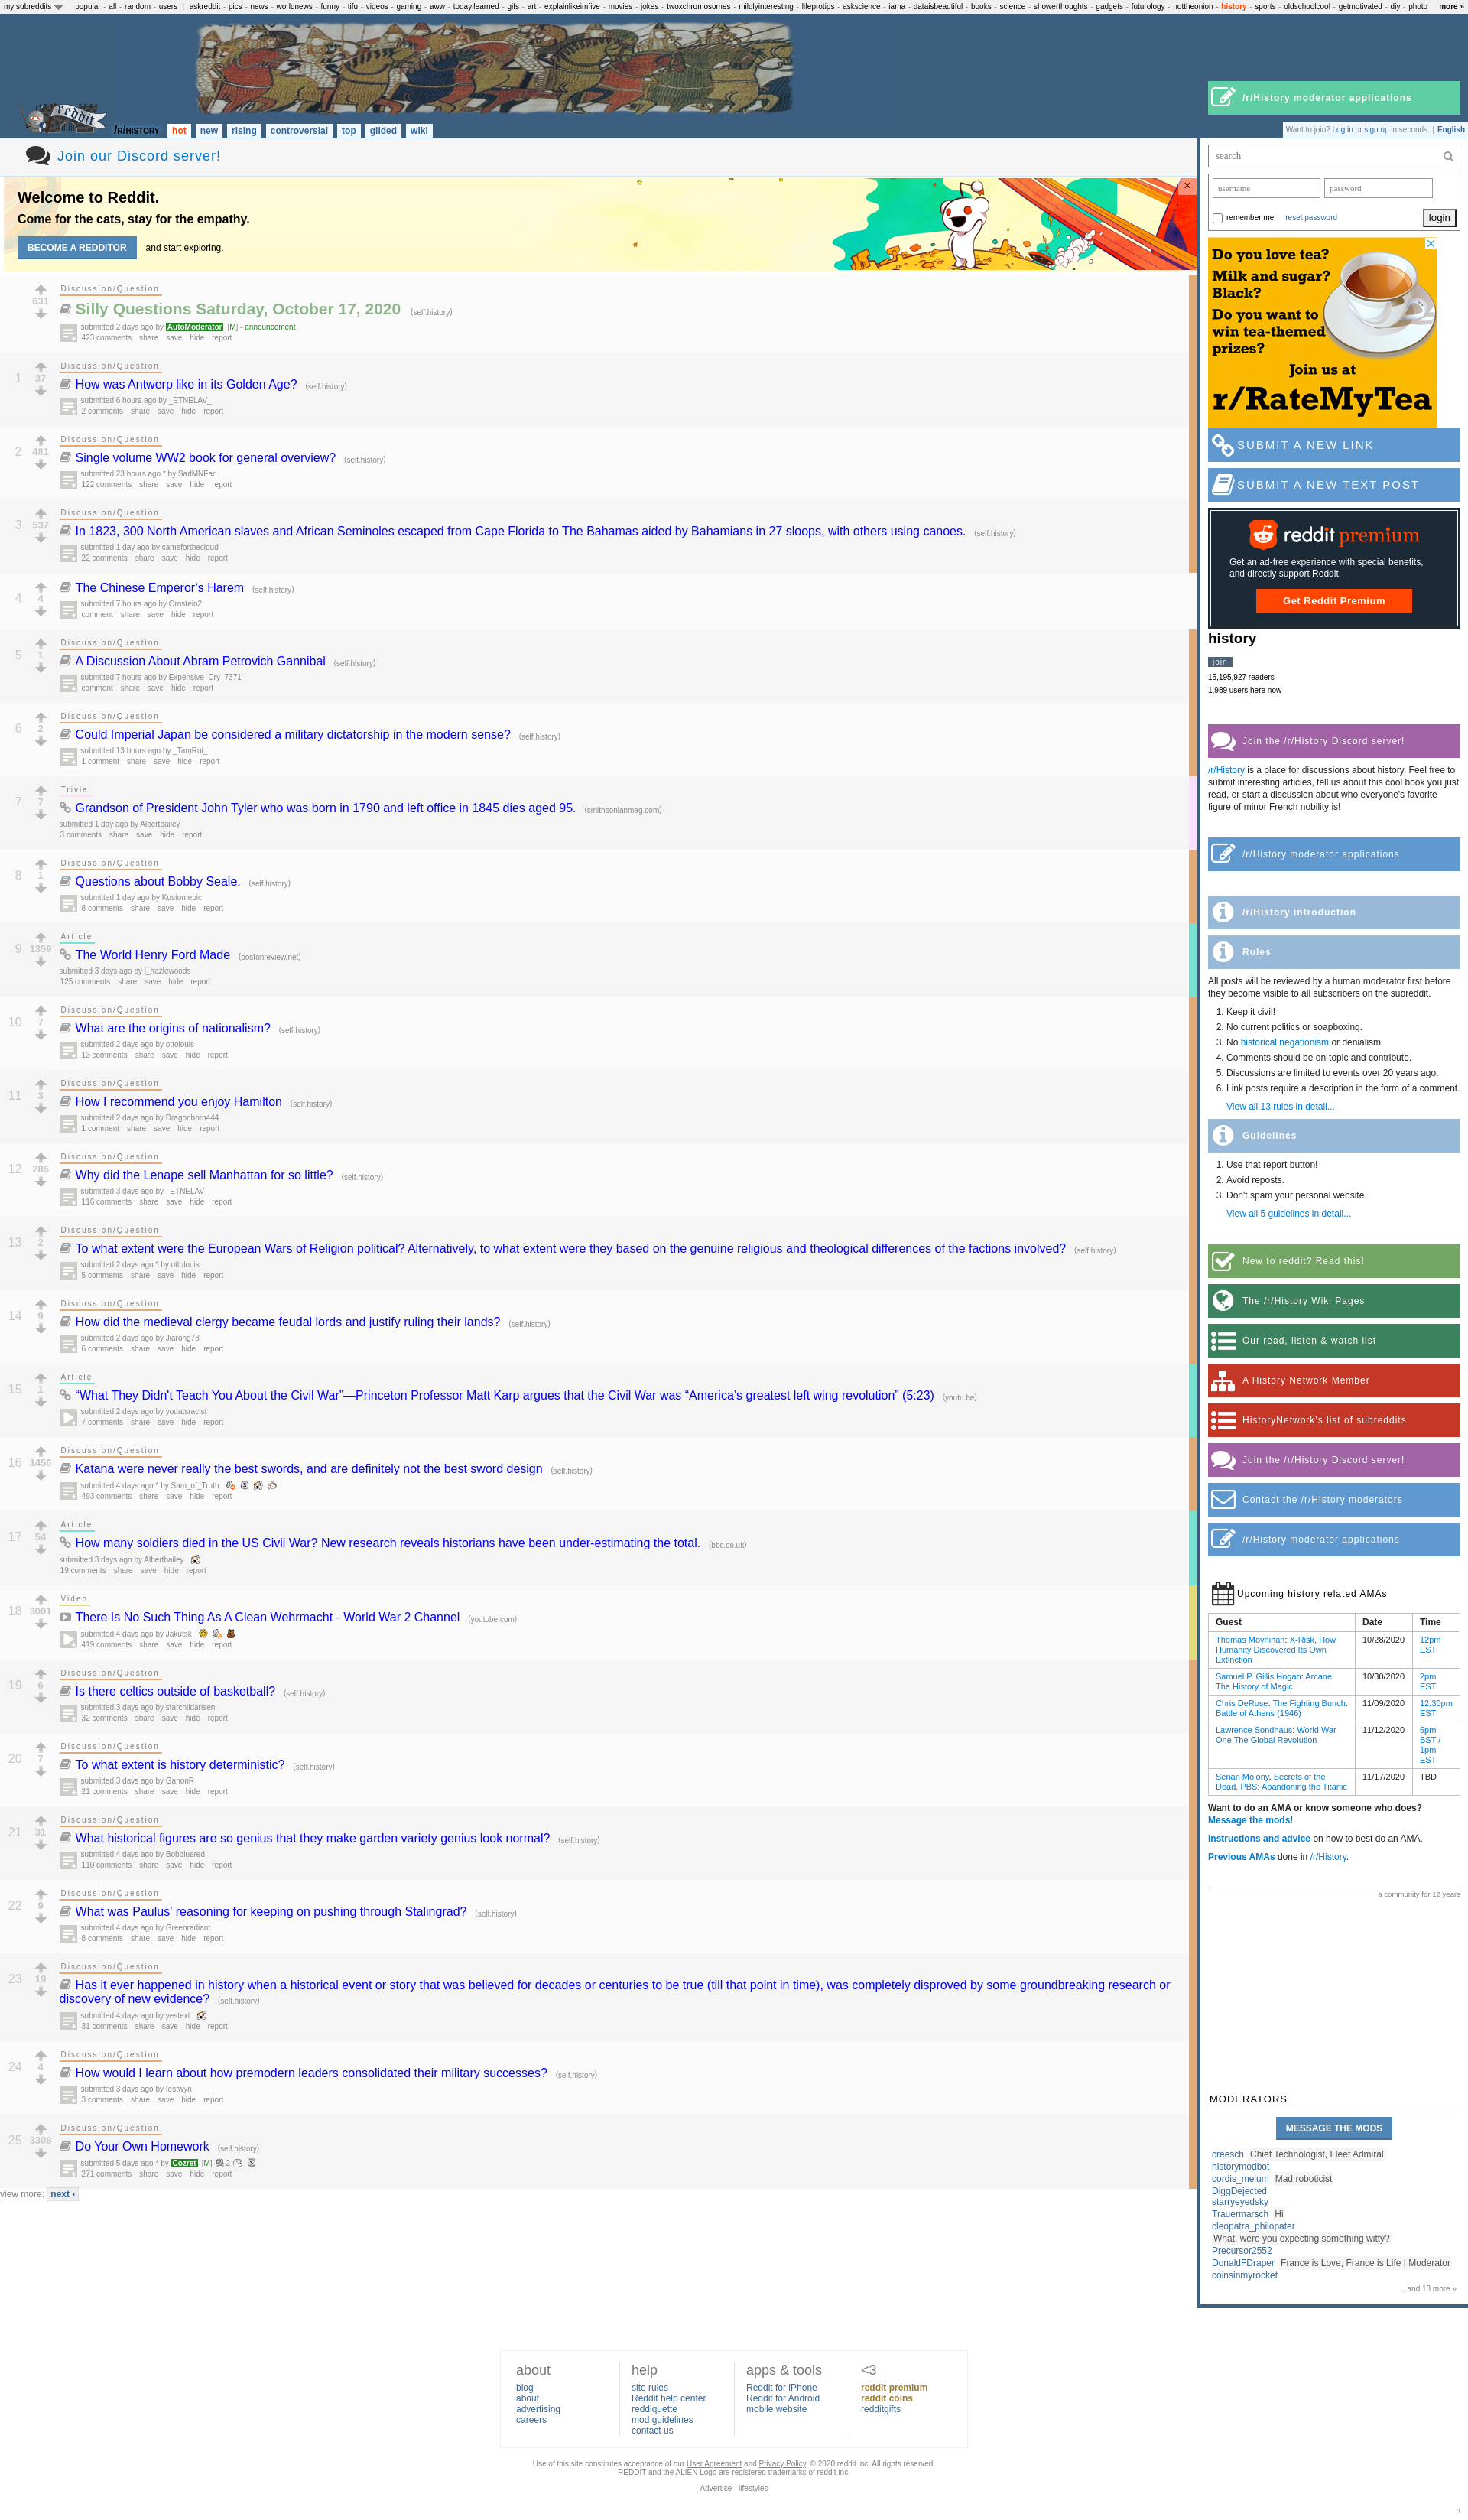 my subreddits popular - all - random - users | askreddit - pics - news - worldnews - funny - tifu - videos - gaming - aww - todayilearned - gifs - art - explainlikeimfive - movies - jokes - twoxchromosomes - mildlyinteresting - lifeprotips - askscience - iama - dataisbeautiful - books - science - showerthoughts - gadgets - futurology - nottheonion - history - sports - oldschoolcool - getmotivated - diy - photo more »
/r/History moderator applications
reddit /R/HISTORY hot new rising controversial top gilded wiki
Want to join? Log in or sign up in seconds. | English
Join our Discord server!
Welcome to Reddit.
Come for the cats, stay for the empathy.
BECOME A REDDITOR and start exploring.
Discussion/Question
631
Silly Questions Saturday, October 17, 2020 (self.history)
submitted 2 days ago by AutoModerator [M] - announcement
423 comments share save hide report
Discussion/Question
1 37
How was Antwerp like in its Golden Age? (self.history)
submitted 6 hours ago by _ETNELAV_
2 comments share save hide report
Discussion/Question
2 481
Single volume WW2 book for general overview? (self.history)
submitted 23 hours ago * by SadMNFan
122 comments share save hide report
Discussion/Question
3 537
In 1823, 300 North American slaves and African Seminoles escaped from Cape Florida to The Bahamas aided by Bahamians in 27 sloops, with others using canoes. (self.history)
submitted 1 day ago by cameforthecloud
22 comments share save hide report
4 4
The Chinese Emperor's Harem (self.history)
submitted 7 hours ago by Ornstein2
comment share save hide report
Discussion/Question
5 1
A Discussion About Abram Petrovich Gannibal (self.history)
submitted 7 hours ago by Expensive_Cry_7371
comment share save hide report
Discussion/Question
6 2
Could Imperial Japan be considered a military dictatorship in the modern sense? (self.history)
submitted 13 hours ago by _TamRui_
1 comment share save hide report
Trivia
7 7
Grandson of President John Tyler who was born in 1790 and left office in 1845 dies aged 95. (smithsonianmag.com)
submitted 1 day ago by Albertbailey
3 comments share save hide report
Discussion/Question
8 1
Questions about Bobby Seale. (self.history)
submitted 1 day ago by Kustomepic
8 comments share save hide report
Article
9 1359
The World Henry Ford Made (bostonreview.net)
submitted 3 days ago by l_hazlewoods
125 comments share save hide report
Discussion/Question
10 7
What are the origins of nationalism? (self.history)
submitted 2 days ago by ottolouis
13 comments share save hide report
Discussion/Question
11 3
How I recommend you enjoy Hamilton (self.history)
submitted 2 days ago by Dragonborn444
1 comment share save hide report
Discussion/Question
12 286
Why did the Lenape sell Manhattan for so little? (self.history)
submitted 3 days ago by _ETNELAV_
116 comments share save hide report
Discussion/Question
13 2
To what extent were the European Wars of Religion political? Alternatively, to what extent were they based on the genuine religious and theological differences of the factions involved? (self.history)
submitted 2 days ago * by ottolouis
5 comments share save hide report
Discussion/Question
14 9
How did the medieval clergy became feudal lords and justify ruling their lands? (self.history)
submitted 2 days ago by Jiarong78
6 comments share save hide report
Article
15 1
“What They Didn't Teach You About the Civil War”—Princeton Professor Matt Karp argues that the Civil War was “America's greatest left wing revolution” (5:23) (youtu.be)
submitted 2 days ago by yodatsracist
7 comments share save hide report
Discussion/Question
16 1456
Katana were never really the best swords, and are definitely not the best sword design (self.history)
submitted 4 days ago * by Sam_of_Truth
493 comments share save hide report
Article
17 54
How many soldiers died in the US Civil War? New research reveals historians have been under-estimating the total. (bbc.co.uk)
submitted 3 days ago by Albertbailey
19 comments share save hide report
Video
18 3001
There Is No Such Thing As A Clean Wehrmacht - World War 2 Channel (youtube.com)
submitted 4 days ago by Jakutsk
419 comments share save hide report
Discussion/Question
19 6
Is there celtics outside of basketball? (self.history)
submitted 3 days ago by starchildarisen
32 comments share save hide report
Discussion/Question
20 7
To what extent is history deterministic? (self.history)
submitted 3 days ago by GanonR
21 comments share save hide report
Discussion/Question
21 31
What historical figures are so genius that they make garden variety genius look normal? (self.history)
submitted 4 days ago by Bobbluered
110 comments share save hide report
Discussion/Question
22 9
What was Paulus' reasoning for keeping on pushing through Stalingrad? (self.history)
submitted 4 days ago by Greenradiant
8 comments share save hide report
Discussion/Question
23 19
Has it ever happened in history when a historical event or story that was believed for decades or centuries to be true (till that point in time), was completely disproved by some groundbreaking research or
discovery of new evidence? (self.history)
submitted 4 days ago by yestext
31 comments share save hide report
Discussion/Question
24 4
How would I learn about how premodern leaders consolidated their military successes? (self.history)
submitted 3 days ago by Iestwyn
3 comments share save hide report
Discussion/Question
25 3308
Do Your Own Homework (self.history)
submitted 5 days ago * by Cozret [M] 2
271 comments share save hide report
view more: next ›
search
username password
remember me reset password login
Do you love tea?
Milk and sugar?
Black?
Do you want to
win tea-themed
prizes?
Join us at
r/RateMyTea
SUBMIT A NEW LINK
SUBMIT A NEW TEXT POST
reddit premium
Get an ad-free experience with special benefits,
and directly support Reddit.
Get Reddit Premium
history
join
15,195,927 readers
1,989 users here now
Join the /r/History Discord server!
/r/History is a place for discussions about history. Feel free to
submit interesting articles, tell us about this cool book you just
read, or start a discussion about who everyone's favorite
figure of minor French nobility is!
/r/History moderator applications
/r/History introduction
Rules
All posts will be reviewed by a human moderator first before
they become visible to all subscribers on the subreddit.
1. Keep it civil!
2. No current politics or soapboxing.
3. No historical negationism or denialism
4. Comments should be on-topic and contribute.
5. Discussions are limited to events over 20 years ago.
6. Link posts require a description in the form of a comment.
View all 13 rules in detail...
Guidelines
1. Use that report button!
2. Avoid reposts.
3. Don't spam your personal website.
View all 5 guidelines in detail...
New to reddit? Read this!
The /r/History Wiki Pages
Our read, listen & watch list
A History Network Member
HistoryNetwork's list of subreddits
Join the /r/History Discord server!
Contact the /r/History moderators
/r/History moderator applications
Upcoming history related AMAs
Guest Date Time
Thomas Moynihan: X-Risk, How 10/28/2020 12pm
Humanity Discovered Its Own EST
Extinction
Samuel P. Gillis Hogan: Arcane: 10/30/2020 2pm
The History of Magic EST
Chris DeRose: The Fighting Bunch: 11/09/2020 12:30pm
Battle of Athens (1946) EST
Lawrence Sondhaus: World War 11/12/2020 6pm
One The Global Revolution BST /
1pm
EST
Senan Molony, Secrets of the 11/17/2020 TBD
Dead, PBS: Abandoning the Titanic
Want to do an AMA or know someone who does?
Message the mods!
Instructions and advice on how to best do an AMA.
Previous AMAs done in /r/History.
a community for 12 years
MODERATORS
MESSAGE THE MODS
creesch Chief Technologist, Fleet Admiral
historymodbot
cordis_melum Mad roboticist
DiggDejected
starryeyedsky
Trauermarsch Hi
cleopatra_philopater
What, were you expecting something witty?
Precursor2552
DonaldFDraper France is Love, France is Life | Moderator
coinsinmyrocket
...and 18 more »
about
blog
about
advertising
careers
help
site rules
Reddit help center
reddiquette
mod guidelines
contact us
apps & tools
Reddit for iPhone
Reddit for Android
mobile website
<3
reddit premium
reddit coins
redditgifts
Use of this site constitutes acceptance of our User Agreement and Privacy Policy. © 2020 reddit inc. All rights reserved.
REDDIT and the ALIEN Logo are registered trademarks of reddit inc.
Advertise - lifestyles
π